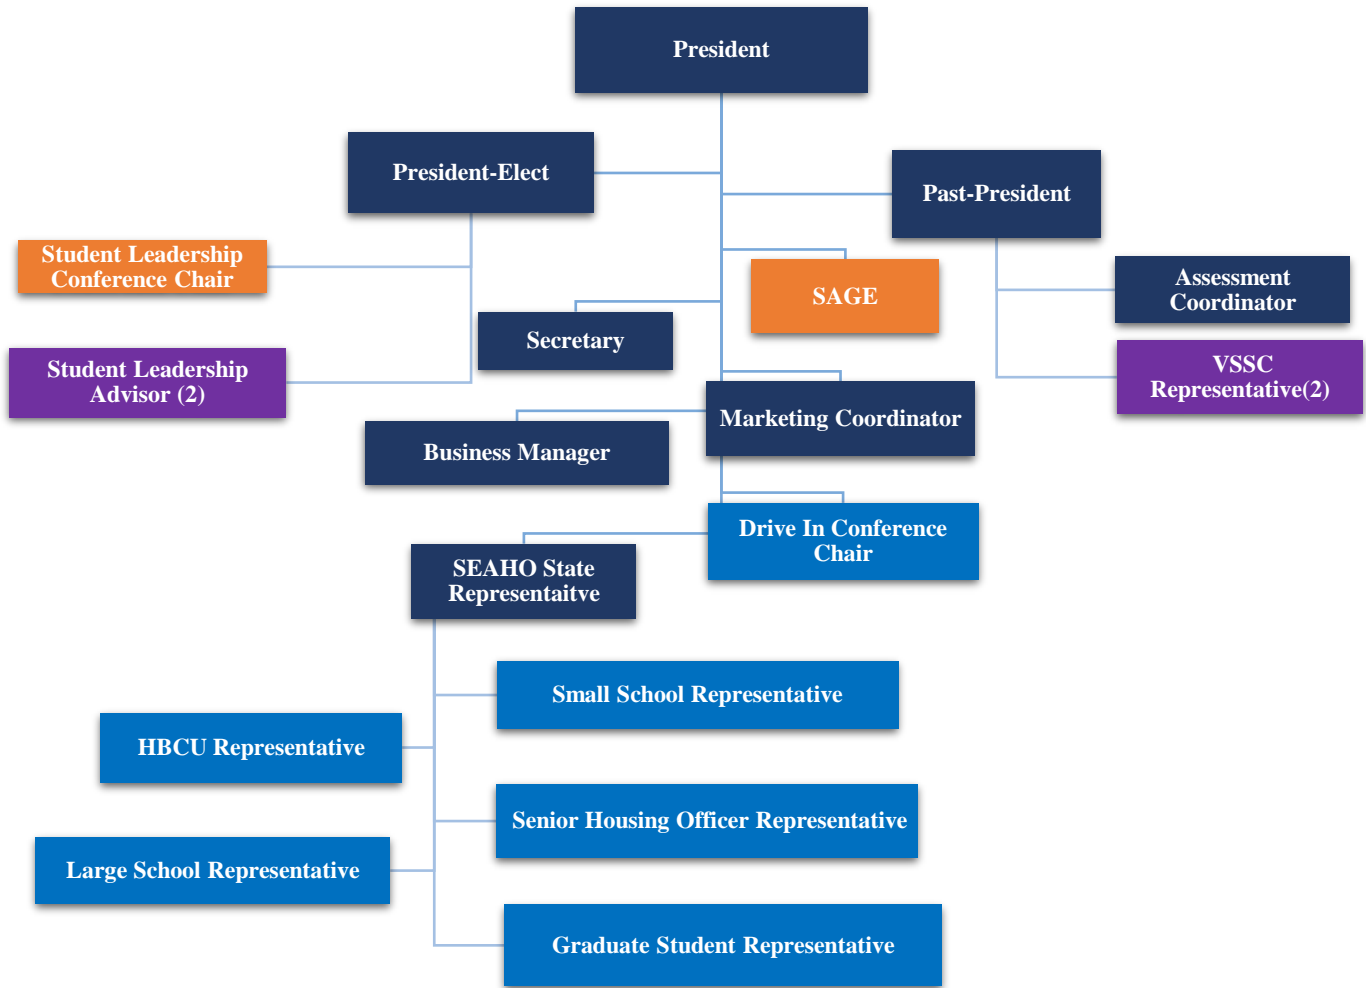 President
President-Elect
Past-President
Student Leadership
Conference Chair
SAGE
Assessment
Coordinator
Secretary
Student Leadership
Advisor (2)
VSSC
Representative(2)
Marketing Coordinator
Business Manager
Drive In Conference
Chair
SEAHO State
Representaitve
Small School Representative
HBCU Representative
Senior Housing Officer Representative
Large School Representative
Graduate Student Representative